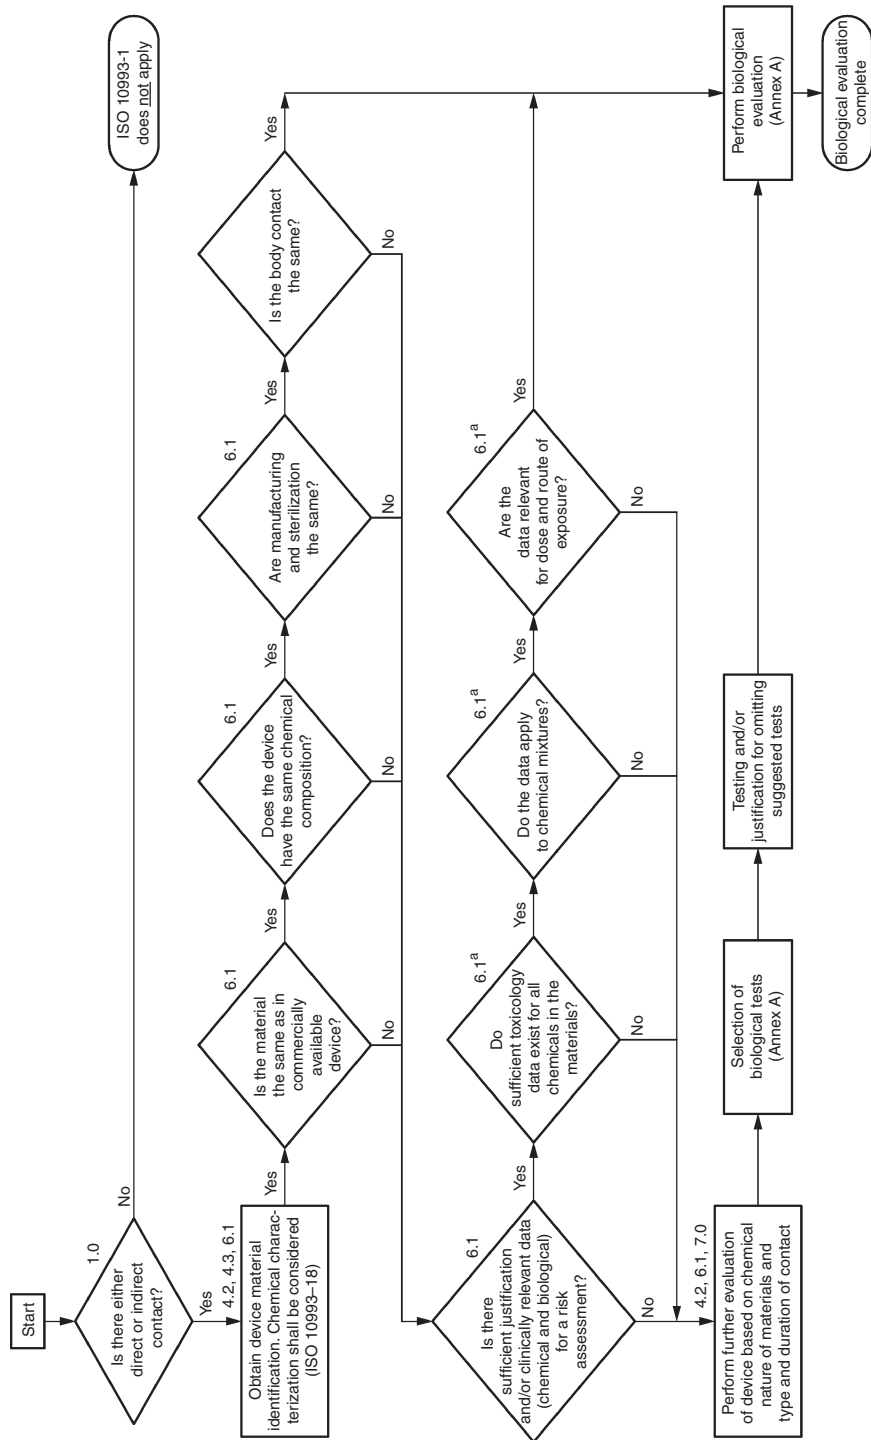 Start
1.0
Is there either
direct or indirect
contact?
No
ISO 10993-1
does not apply
Yes
4.2, 4.3, 6.1
Obtain device material
identification. Chemical charac-
terization shall be considered
(ISO 10993–18)
Yes
6.1
Is the material
the same as in
commercially
available
device?
No
Yes
6.1
Does the device
have the same chemical
composition?
No
Yes
6.1
Are manufacturing
and sterilization
the same?
No
Yes
Is the body contact
the same?
No
Yes
6.1
Is there
sufficient justification
and/or clinically relevant data
(chemical and biological)
for a risk
assessment?
No
Yes
6.1a
Do
sufficient toxicology
data exist for all
chemicals in the
materials?
No
Yes
6.1a
Do the data apply
to chemical mixtures?
No
Yes
6.1a
Are the
data relevant
for dose and route of
exposure?
No
Yes
4.2, 6.1, 7.0
Perform further evaluation
of device based on chemical
nature of materials and
type and duration of contact
Selection of
biological tests
(Annex A)
Testing and/or
justification for omitting
suggested tests
Perform biological
evaluation
(Annex A)
Biological evaluation
complete